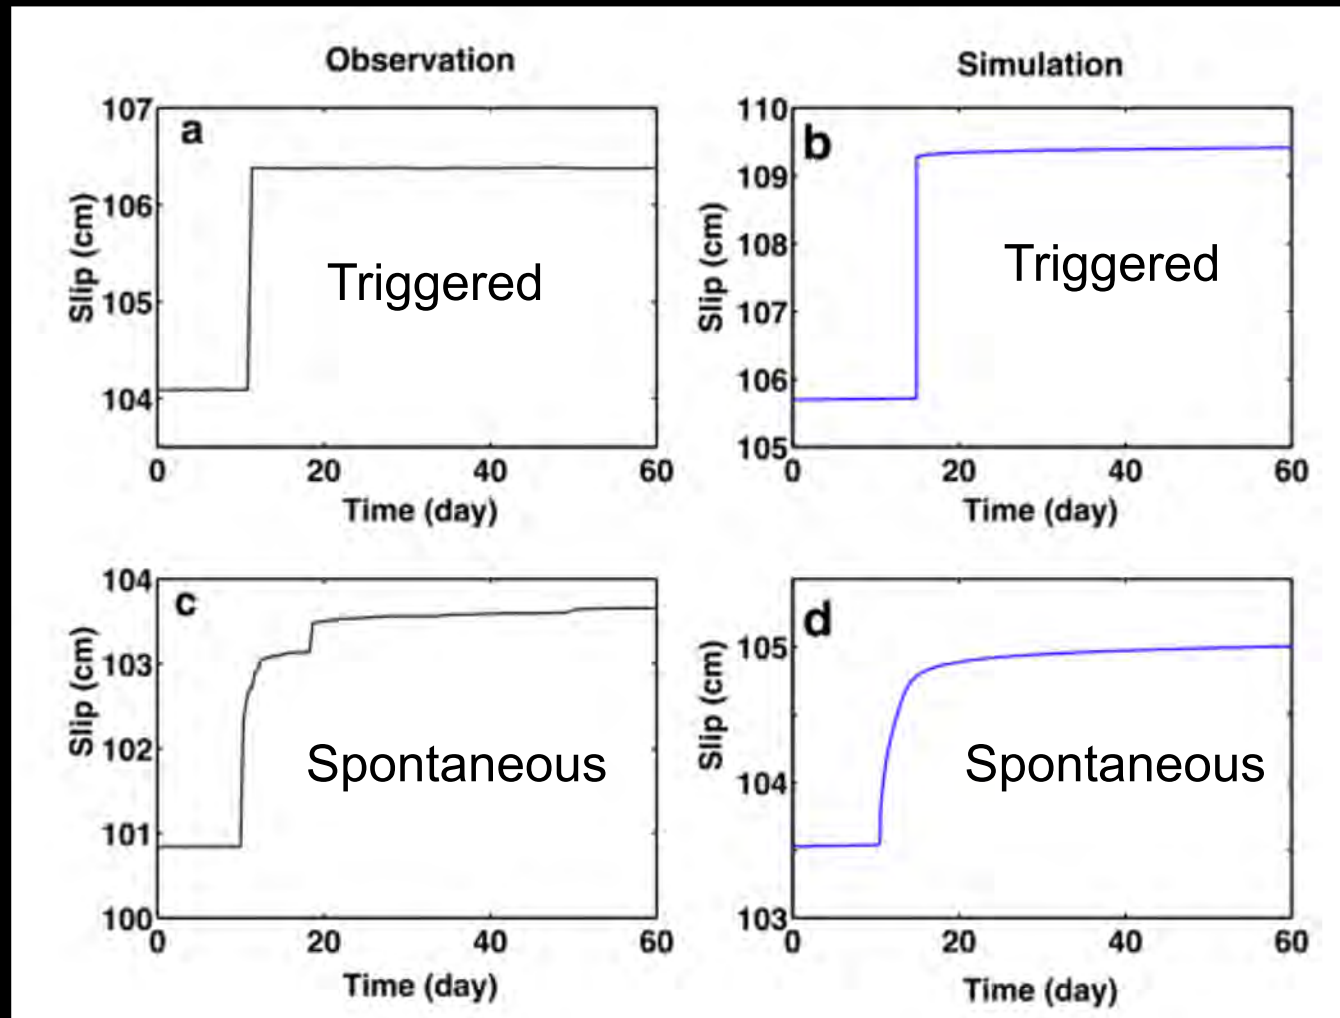 Observation
Simulation
a
107
106
105
104
Slip (cm)
Triggered
0 20 40 60
Time (day)
b
110
109
108
107
106
105
Slip (cm)
Triggered
0 20 40 60
Time (day)
c
104
103
102
101
100
Slip (cm)
Spontaneous
0 20 40 60
Time (day)
d
105
104
103
Slip (cm)
Spontaneous
0 20 40 60
Time (day)